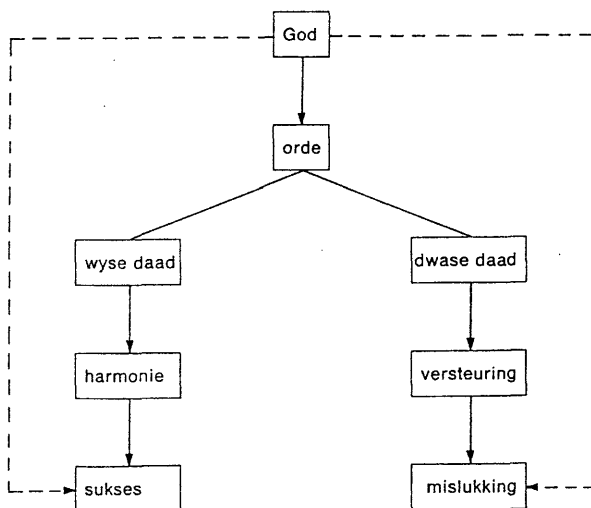 God
orde
wyse daad
dwase daad
harmonie
versteuring
sukses
mislukking